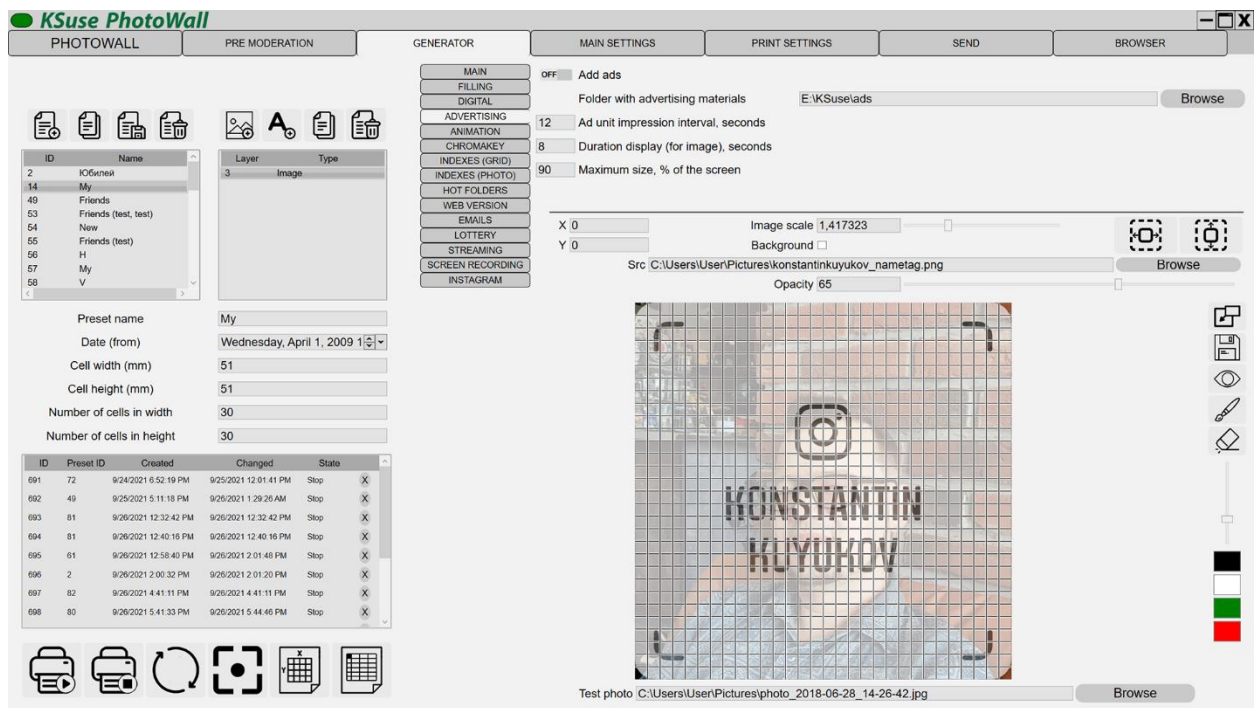 KSuse PhotoWall
PHOTOWALL PRE MODERATION GENERATOR MAIN SETTINGS PRINT SETTINGS SEND BROWSER
ID Name
2 Юбилей
14 My
49 Friends
53 Friends (test, test)
54 New
55 Friends (test)
56 H
57 My
58 V
Layer Type
3 Image
Preset name My
Date (from) Wednesday, April 1, 2009 1
Cell width (mm) 51
Cell height (mm) 51
Number of cells in width 30
Number of cells in height 30
ID Preset ID Created Changed State
691 72 9/24/2021 6:52:19 PM 9/25/2021 12:01:41 PM Stop X
692 49 9/25/2021 5:11:18 PM 9/26/2021 1:29:26 AM Stop X
693 81 9/26/2021 12:32:42 PM 9/26/2021 12:32:42 PM Stop X
694 81 9/26/2021 12:40:16 PM 9/26/2021 12:40:16 PM Stop X
695 61 9/26/2021 12:58:40 PM 9/26/2021 2:01:48 PM Stop X
696 2 9/26/2021 2:00:32 PM 9/26/2021 2:01:20 PM Stop X
697 82 9/26/2021 4:41:11 PM 9/26/2021 4:41:11 PM Stop X
698 80 9/26/2021 5:41:33 PM 9/26/2021 5:44:46 PM Stop X
X
Y
MAIN
FILLING
DIGITAL
ADVERTISING
ANIMATION
CHROMAKEY
INDEXES (GRID)
INDEXES (PHOTO)
HOT FOLDERS
WEB VERSION
EMAILS
LOTTERY
STREAMING
SCREEN RECORDING
INSTAGRAM
OFF Add ads
Folder with advertising materials E:\KSuse\ads Browse
12 Ad unit impression interval, seconds
8 Duration display (for image), seconds
90 Maximum size, % of the screen
X 0 Image scale 1,417323
Y 0 Background
Src C:\Users\User\Pictures\konstantinkuyukov_nametag.png Browse
Opacity 65
KONSTANTIN
KUYUKOV
Test photo C:\Users\User\Pictures\photo_2018-06-28_14-26-42.jpg Browse